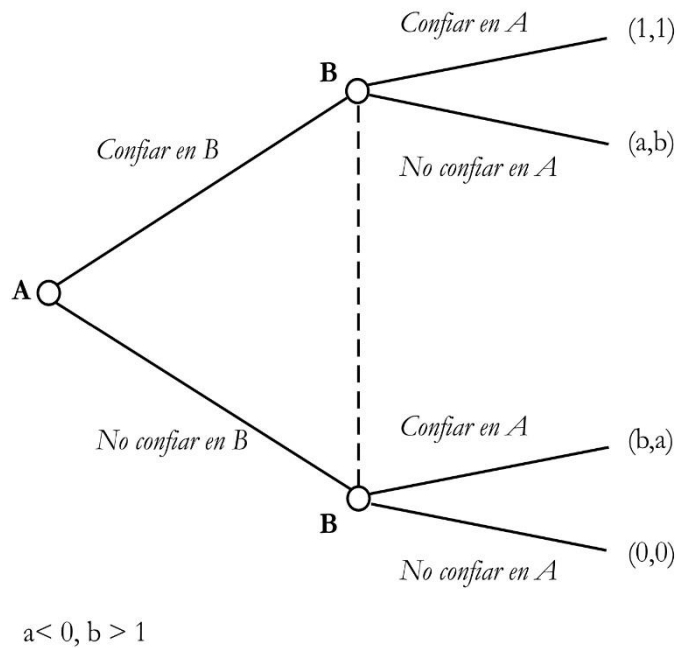 Confiar en A
(1,1)
B
(a,b)
No confiar en A
Confiar en B
A
No confiar en B
Confiar en A
(b,a)
B
(0,0)
No confiar en A
a< 0, b > 1